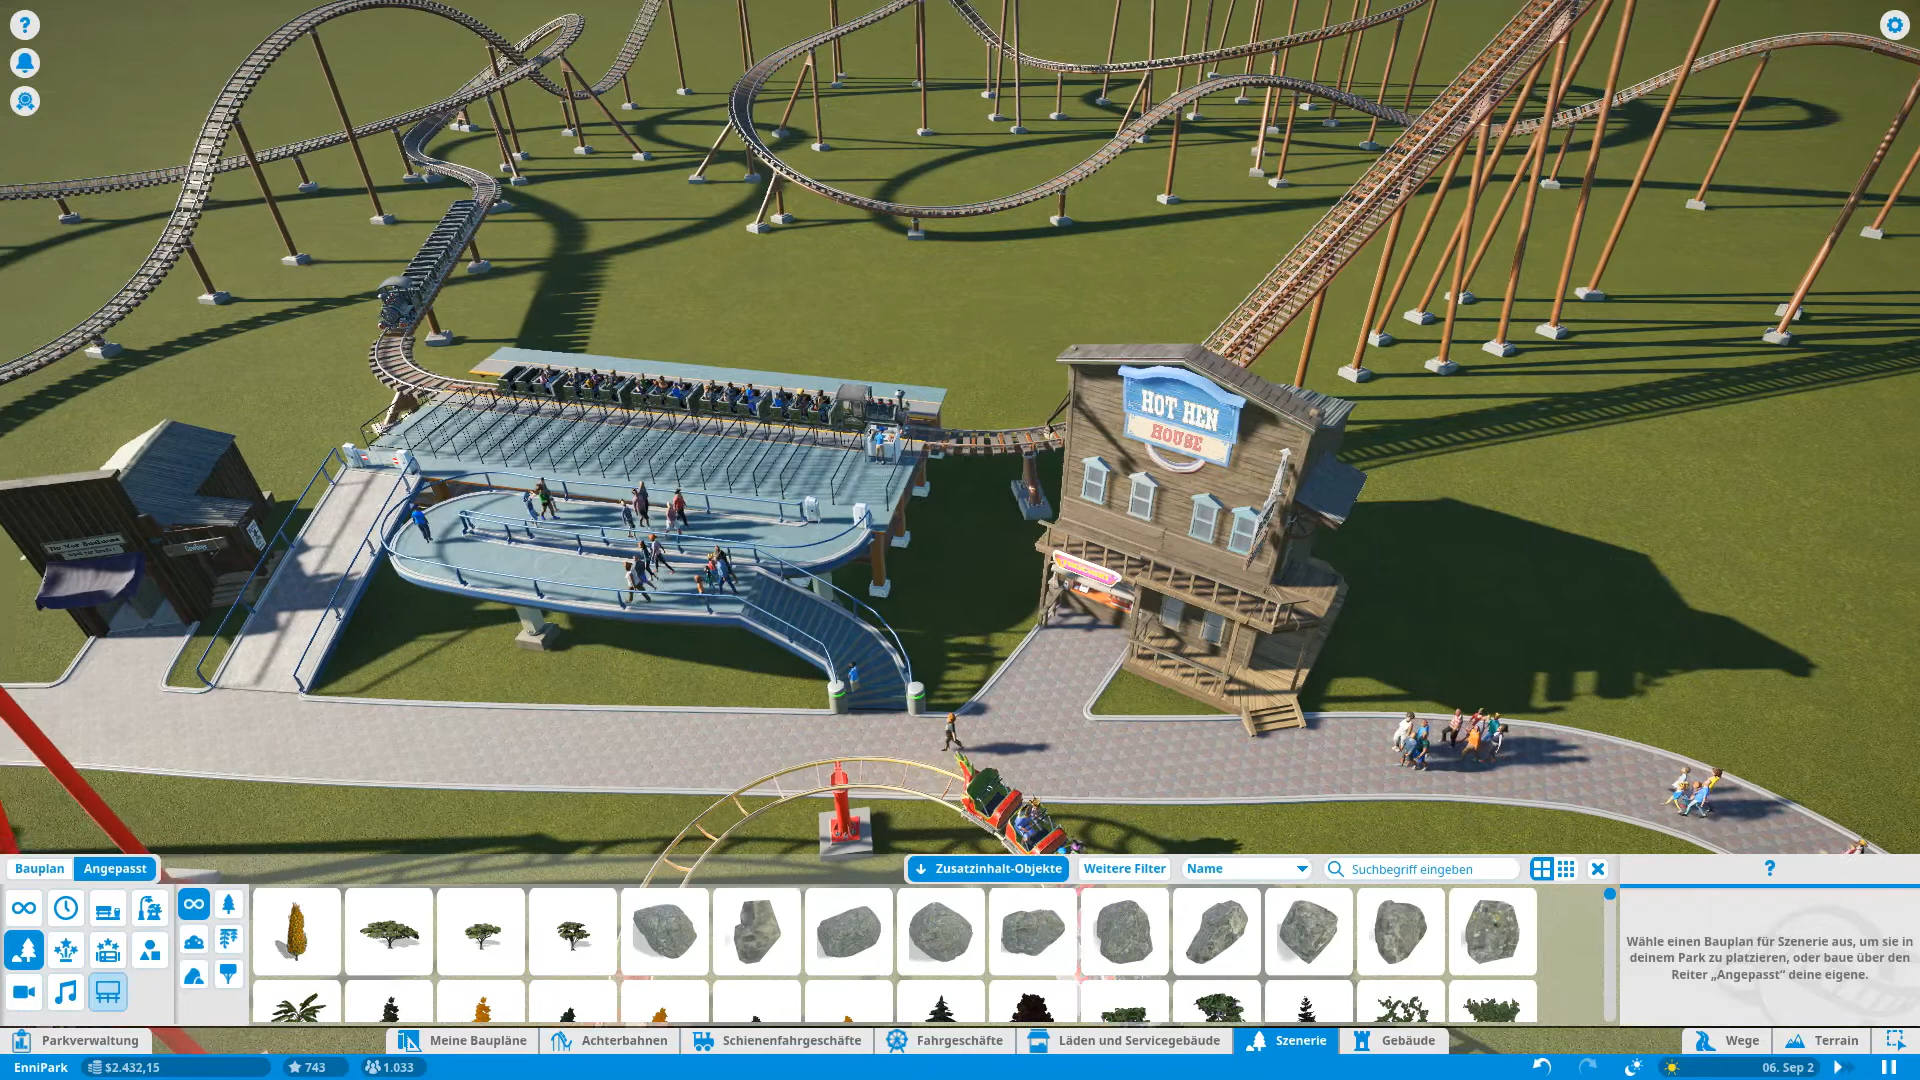 HOT HEN
HOUSE
Bauplan
Angepasst
Zusatzinhalt-Objekte
Weitere Filter
Name
Suchbegriff eingeben
?
Wähle einen Bauplan für Szenerie aus, um sie in
deinem Park zu platzieren, oder baue über den
Reiter „Angepasst" deine eigene.
Parkverwaltung
Meine Baupläne
Achterbahnen
Schienenfahrgeschäfte
Fahrgeschäfte
Läden und Servicegebäude
Szenerie
Gebäude
Wege
Terrain
EnniPark
$2.432,15
743
1.033
06. Sep 2